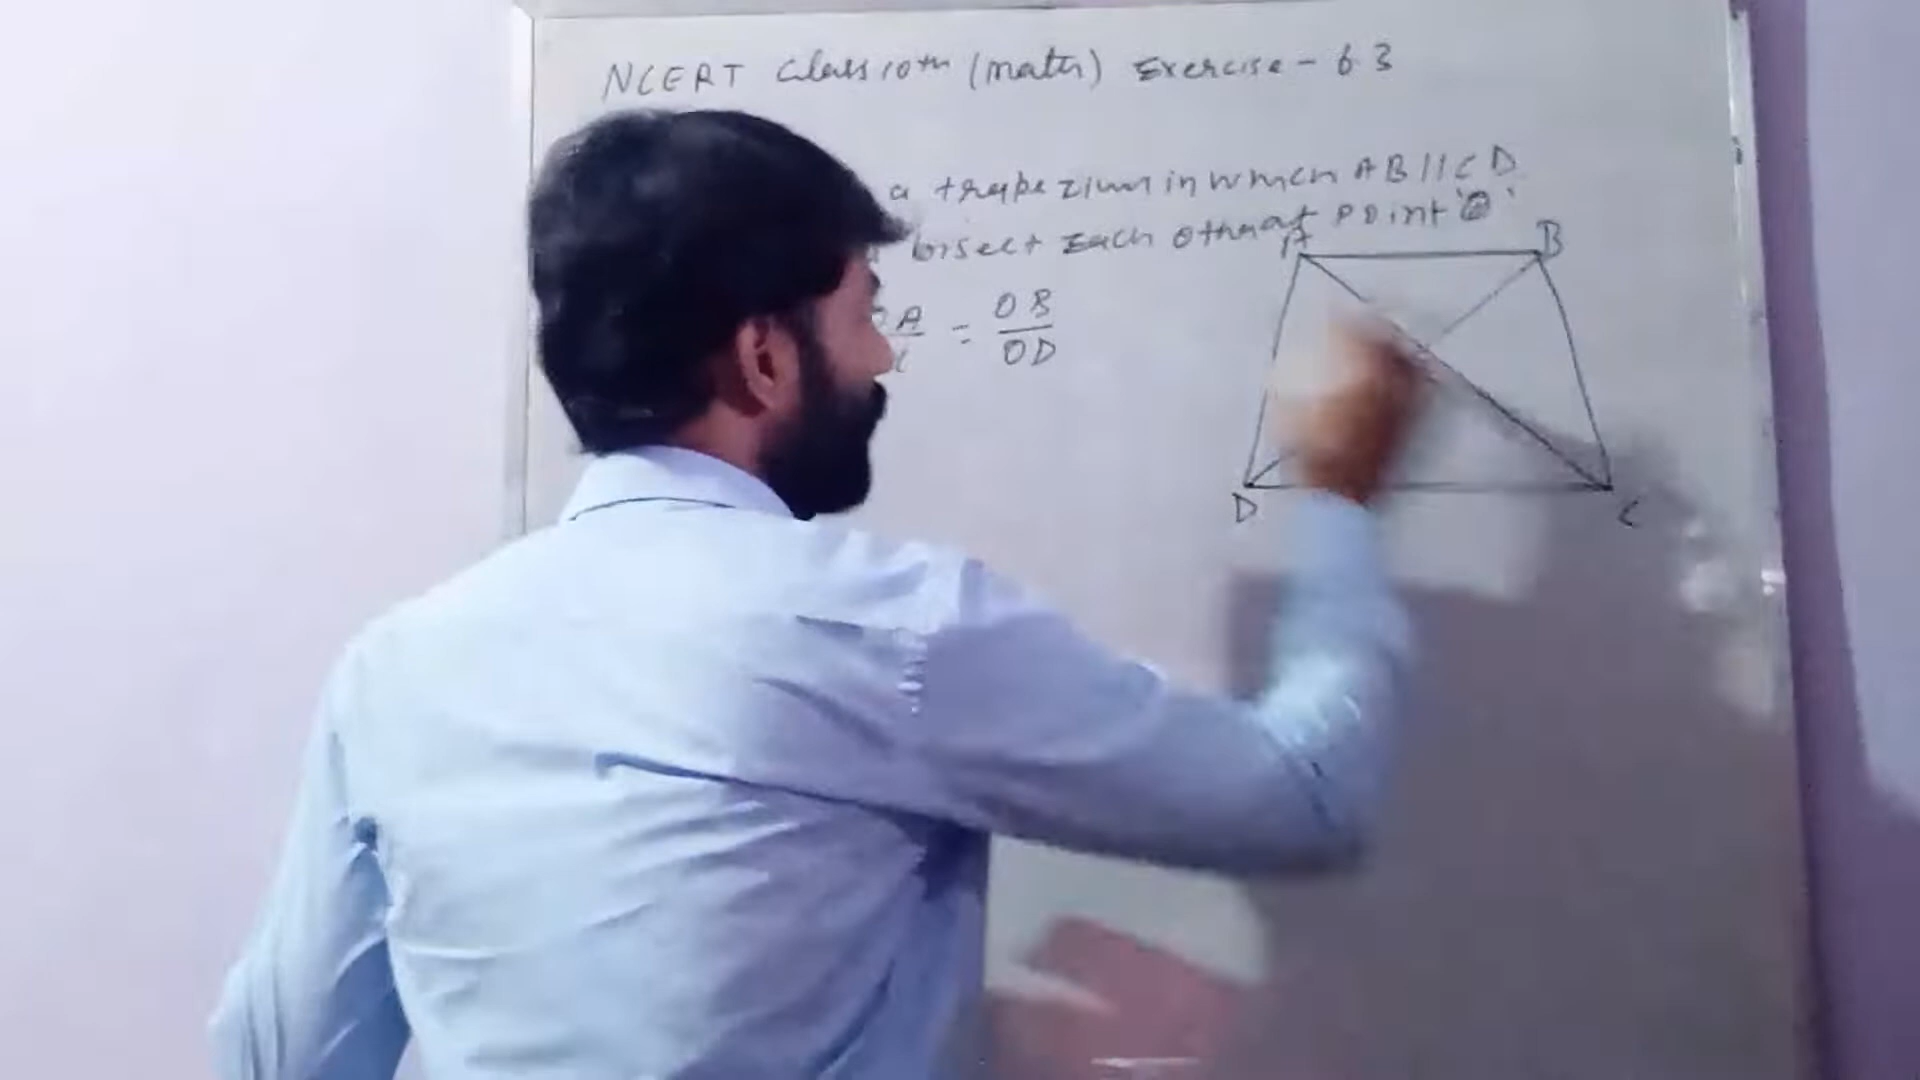 NCERT Class 10th (math) Exercise - 6.3
a trapezium in which AB || CD
bisect Each other at point 'O'
A = OB
OD
A B
D C